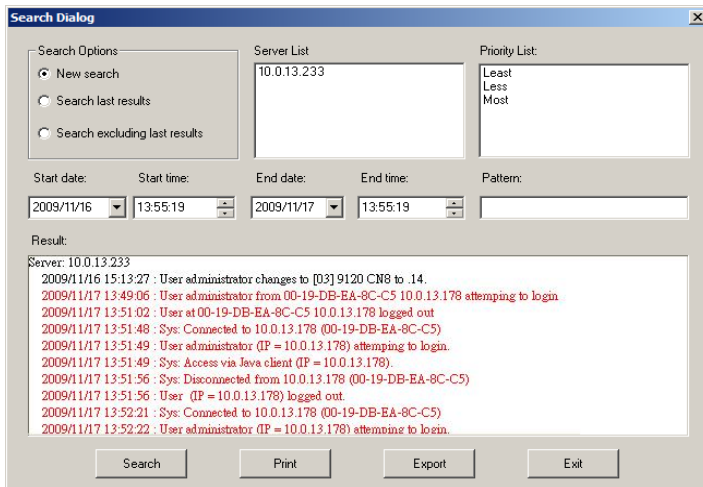 Search Dialog
Search Options
New search
Search last results
Search excluding last results
Server List
10.0.13.233
Priority List:
Least
Less
Most
Start date:
Start time:
End date:
End time:
Pattern:
2009/11/16
13:55:19
2009/11/17
13:55:19
Result:
Server: 10.0.13.233
2009/11/16 15:13:27 : User administrator changes to [03] 9120 CN8 to .14.
2009/11/17 13:49:06 : User administrator from 00-19-DB-EA-8C-C5 10.0.13.178 attemping to login
2009/11/17 13:51:02 : User at 00-19-DB-EA-8C-C5 10.0.13.178 logged out
2009/11/17 13:51:48 : Sys: Connected to 10.0.13.178 (00-19-DB-EA-8C-C5)
2009/11/17 13:51:49 : User administrator (IP = 10.0.13.178) attemping to login.
2009/11/17 13:51:49 : Sys: Access via Java client (IP = 10.0.13.178).
2009/11/17 13:51:56 : Sys: Disconnected from 10.0.13.178 (00-19-DB-EA-8C-C5)
2009/11/17 13:51:56 : User (IP = 10.0.13.178) logged out.
2009/11/17 13:52:21 : Sys: Connected to 10.0.13.178 (00-19-DB-EA-8C-C5)
2009/11/17 13:52:22 : User administrator (IP = 10.0.13.178) attemping to login.
Search
Print
Export
Exit